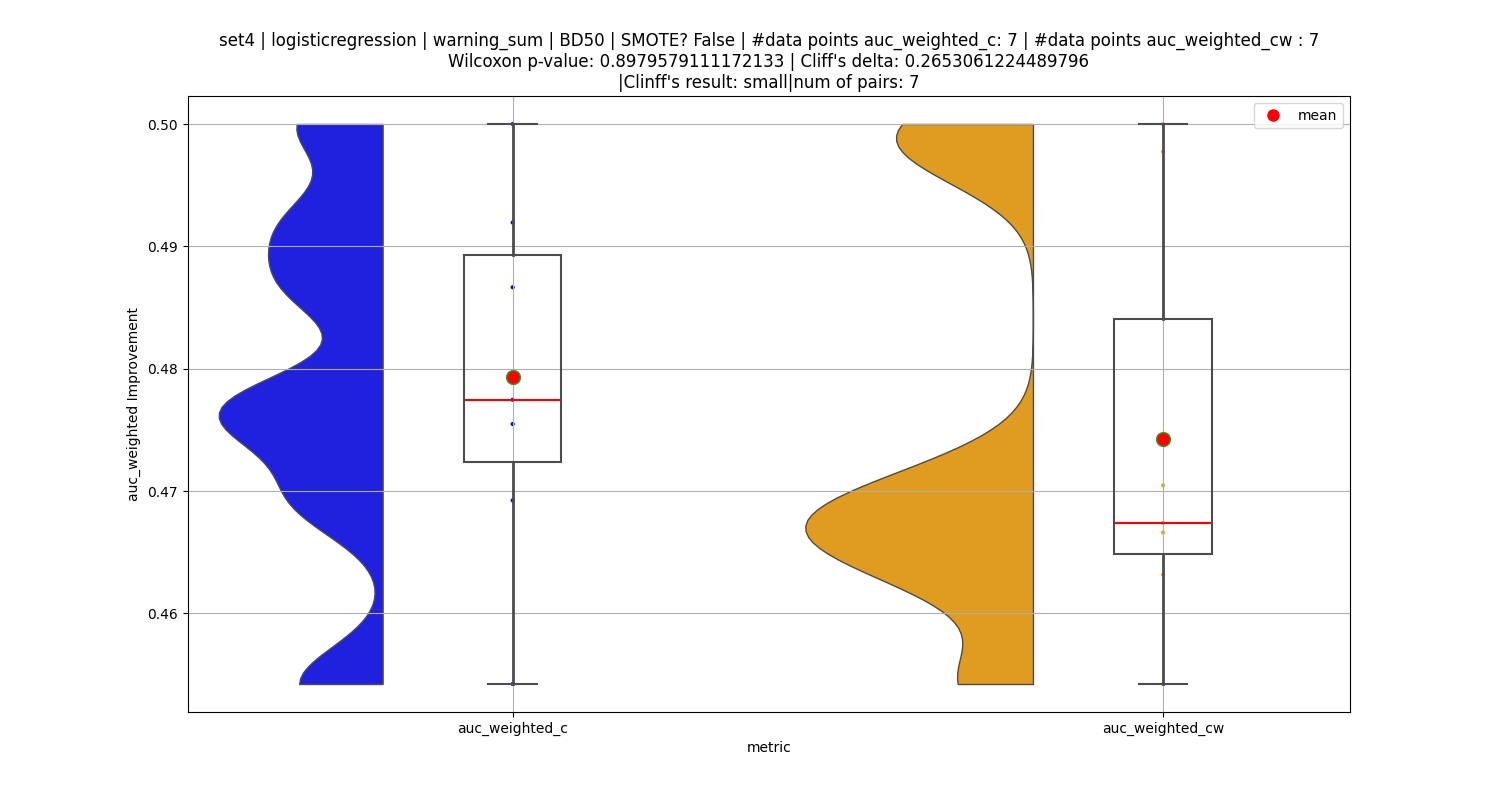 set4 | logisticregression | warning_sum | BD50 | SMOTE? False | #data points auc_weighted_c: 7 | #data points auc_weighted_cw : 7
Wilcoxon p-value: 0.8979579111172133 | Cliff's delta: 0.2653061224489796
|Clinff's result: small|num of pairs: 7
mean
0.50
0.49
0.48
0.47
0.46
auc_weighted Improvement
auc_weighted_c
auc_weighted_cw
metric